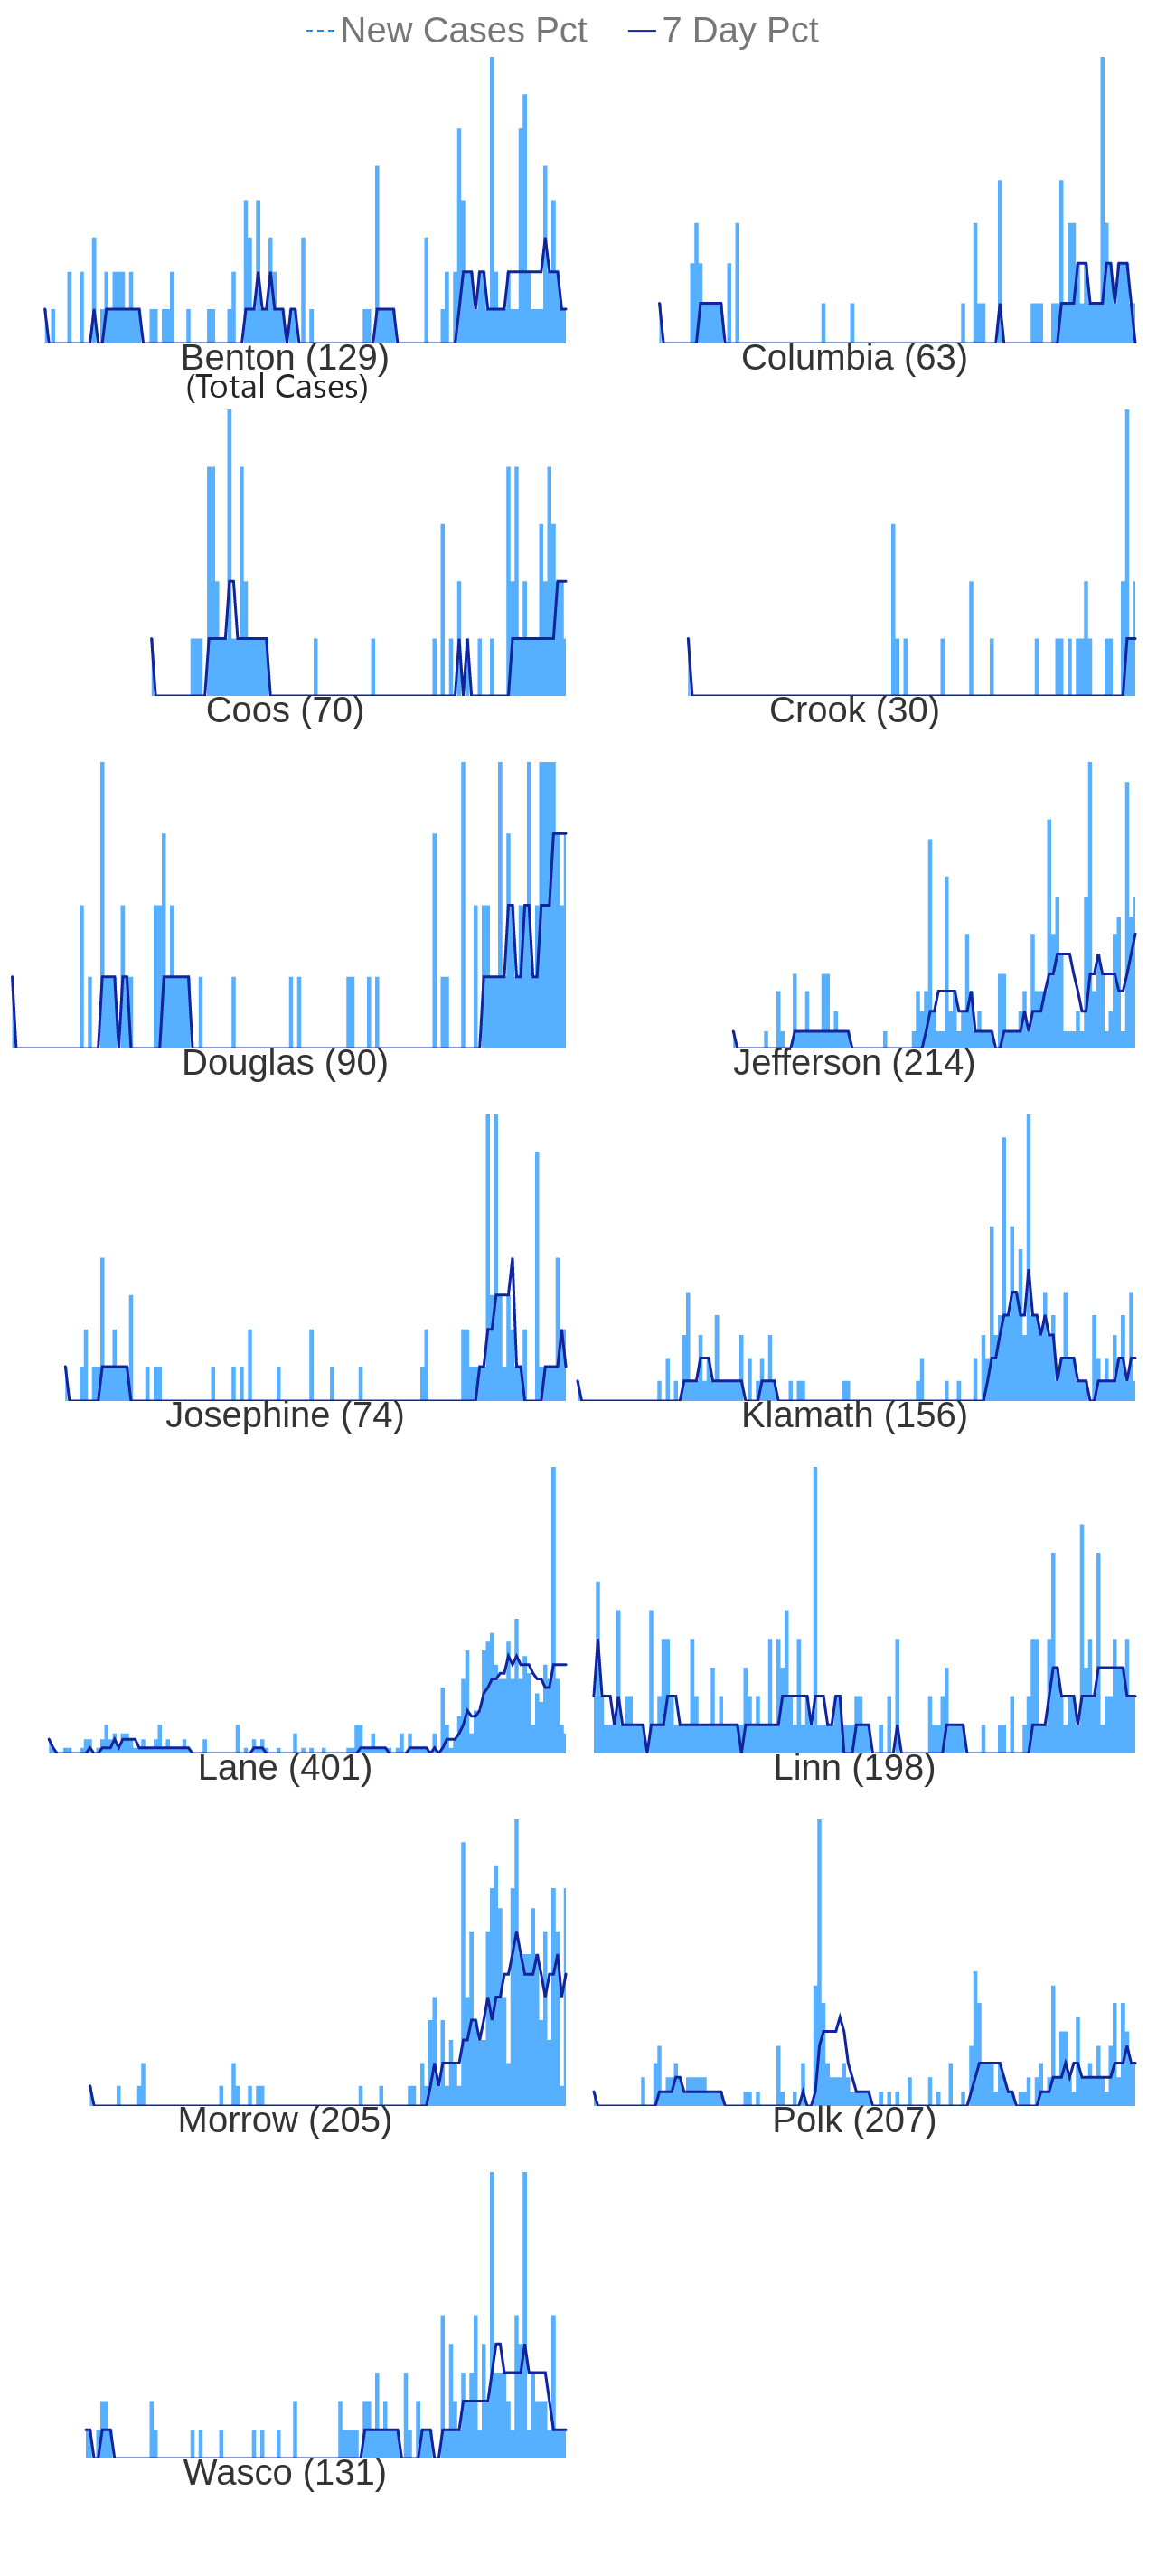 New Cases Pct 7 Day Pct
Benton (129) Columbia (63)
(Total Cases)
Coos (70) Crook (30)
Douglas (90) Jefferson (214)
Josephine (74) Klamath (156)
Lane (401) Linn (198)
Morrow (205) Polk (207)
Wasco (131)